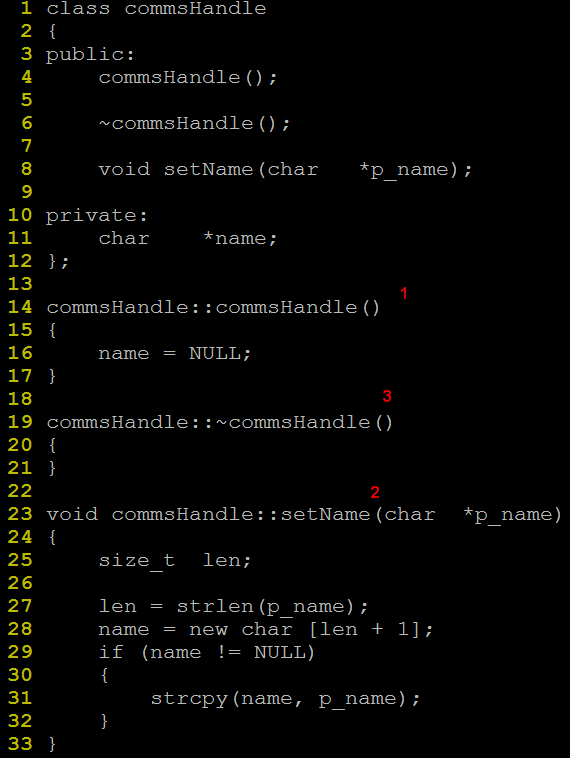 1 class commsHandle
2 {
3 public:
4     commsHandle();
5
6     ~commsHandle();
7
8     void setName(char   *p_name);
9
10 private:
11     char    *name;
12 };
13
1
14 commsHandle::commsHandle()
15 {
16     name = NULL;
17 }
18
3
19 commsHandle::~commsHandle()
20 {
21 }
22
2
23 void commsHandle::setName(char  *p_name)
24 {
25     size_t  len;
26
27     len = strlen(p_name);
28     name = new char [len + 1];
29     if (name != NULL)
30     {
31         strcpy(name, p_name);
32     }
33 }